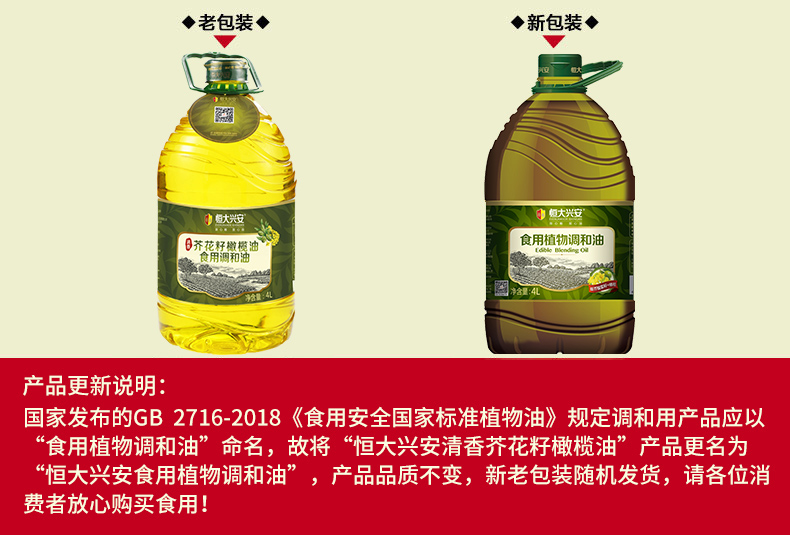 ◆老包装◆
◆新包装◆
恒大兴安
芥花籽橄榄油
食用调和油
净含量:4L
恒大兴安
恒大兴安
食用植物调和油
Edible Blending Oil
净含量:4L
产品更新说明：
国家发布的GB 2716-2018《食用安全国家标准植物油》规定调和用产品应以
“食用植物调和油”命名，故将“恒大兴安清香芥花籽橄榄油”产品更名为
“恒大兴安食用植物调和油”，产品品质不变，新老包装随机发货，请各位消
费者放心购买食用！